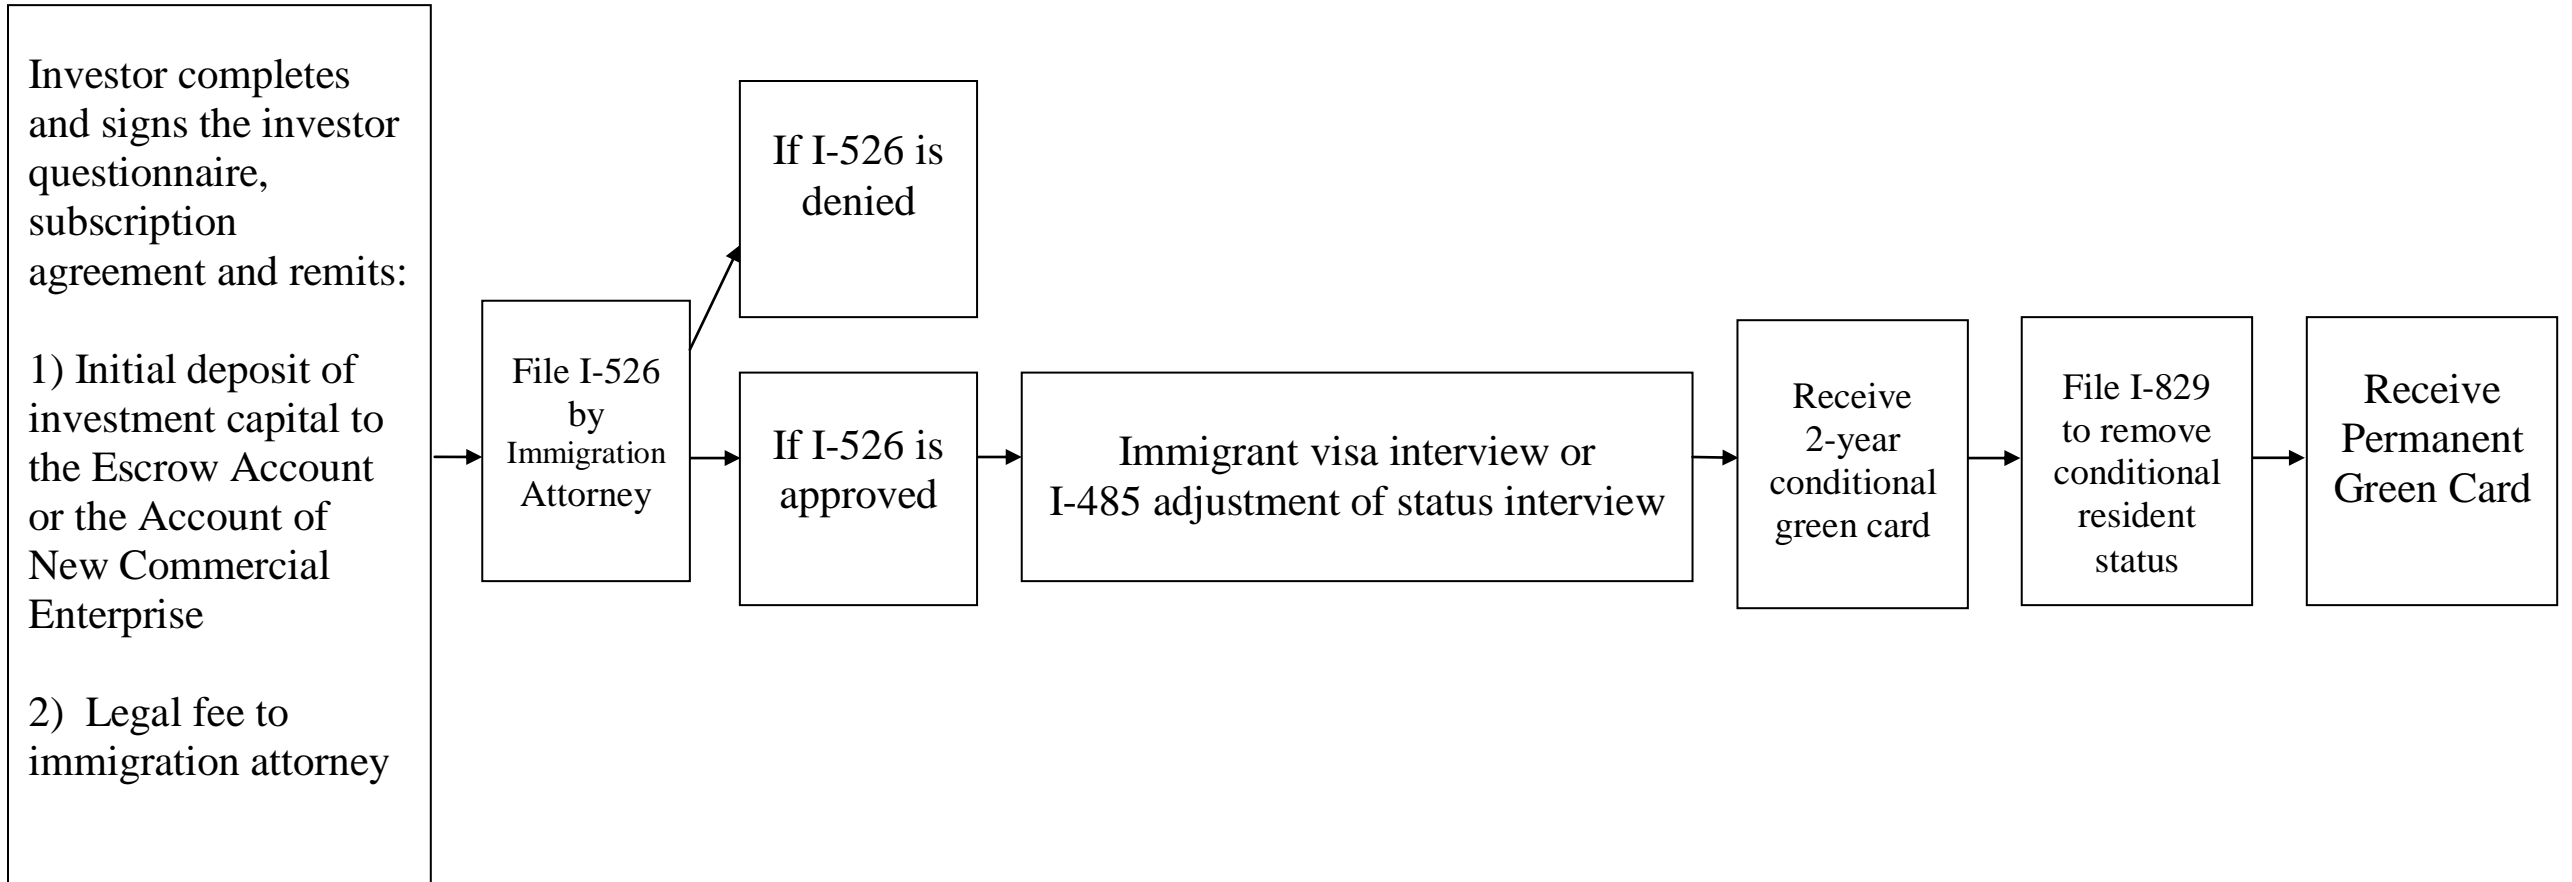 Investor completes
and signs the investor
questionnaire,
subscription
agreement and remits:
1) Initial deposit of
investment capital to
the Escrow Account
or the Account of
New Commercial
Enterprise
2) Legal fee to
immigration attorney
File I-526
by
Immigration
Attorney
If I-526 is
denied
If I-526 is
approved
Immigrant visa interview or
I-485 adjustment of status interview
Receive
2-year
conditional
green card
File I-829
to remove
conditional
resident
status
Receive
Permanent
Green Card